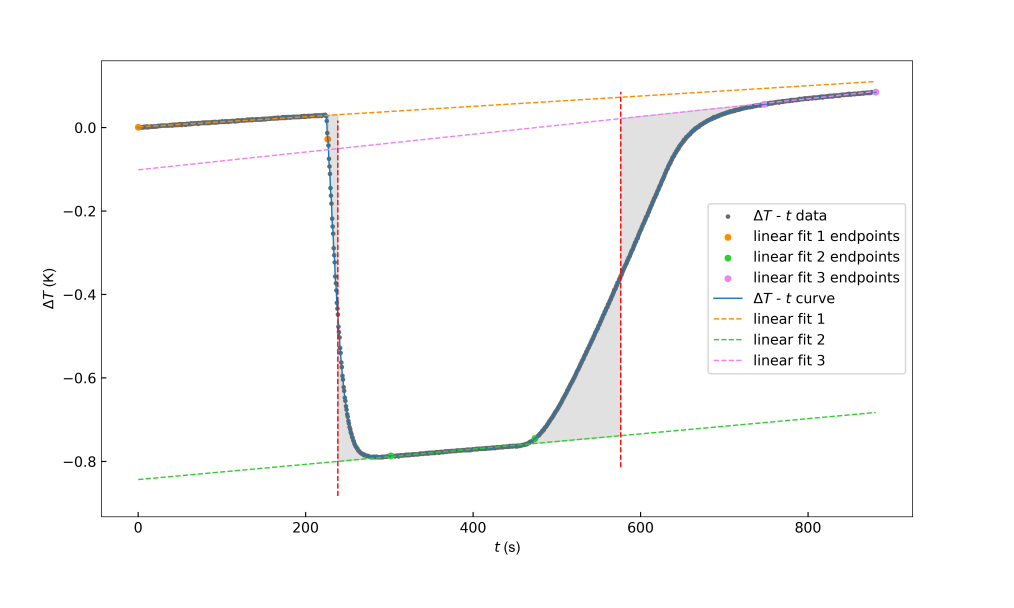 0.0
−0.2
−0.4
−0.6
−0.8
ΔT (K)
0 200 400 600 800
t (s)
ΔT - t data
linear fit 1 endpoints
linear fit 2 endpoints
linear fit 3 endpoints
ΔT - t curve
linear fit 1
linear fit 2
linear fit 3